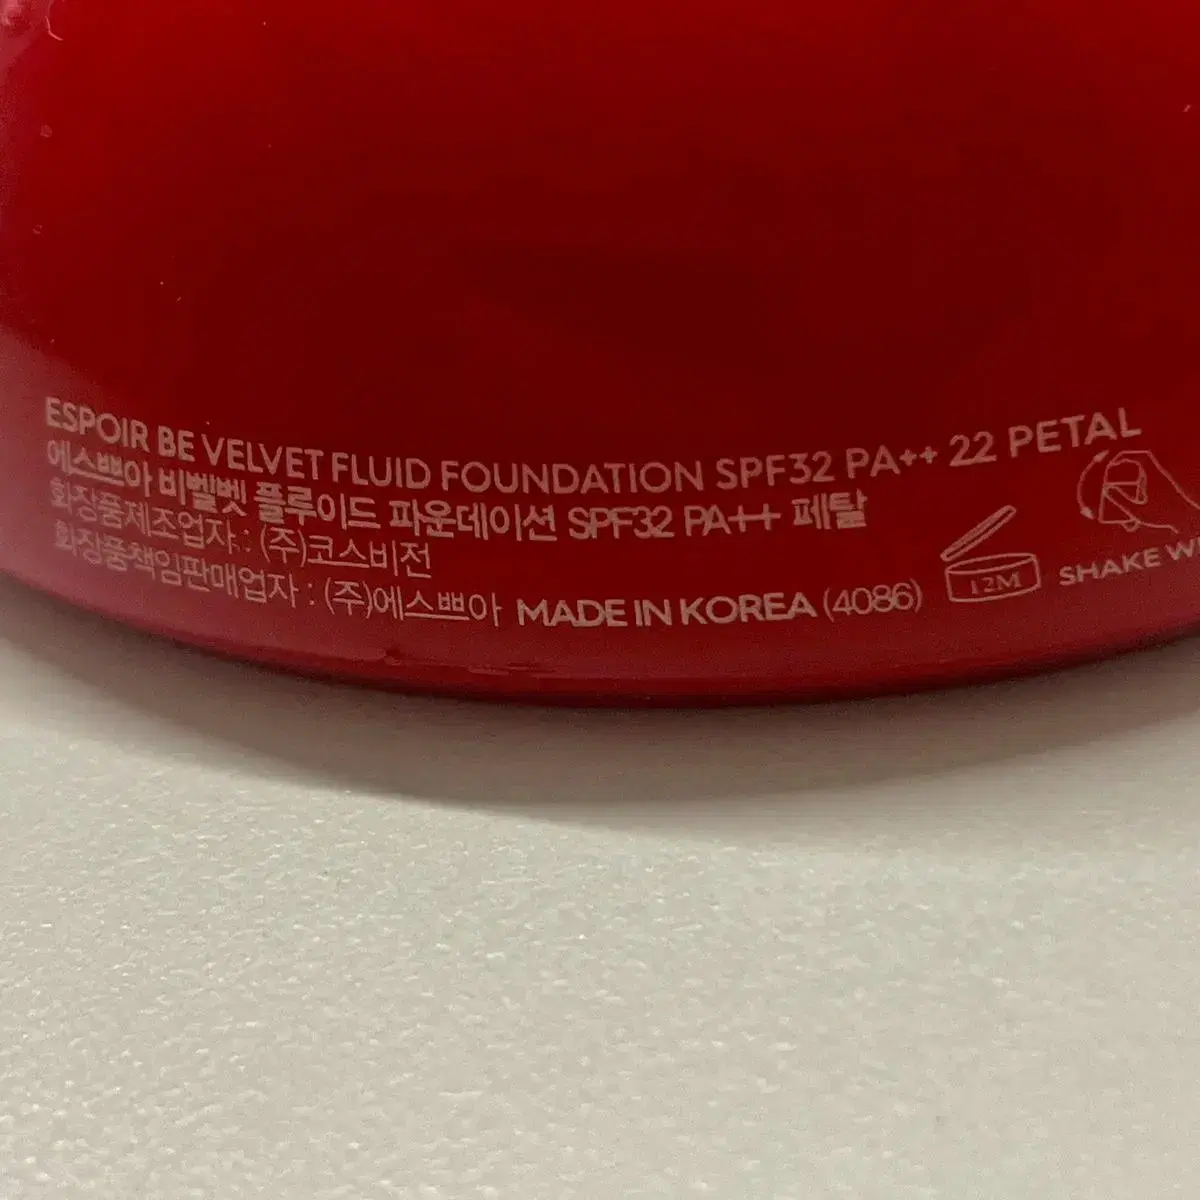 ESPOIR BE VELVET FLUID FOUNDATION SPF32 PA++ 22 PETAL
에스쁘아 비벨벳 플루이드 파운데이션 SPF32 PA++ 페탈
화장품제조업자 : (주)코스비전
화장품책임판매업자 : (주)에스쁘아 MADE IN KOREA (4086)
12M
SHAKE